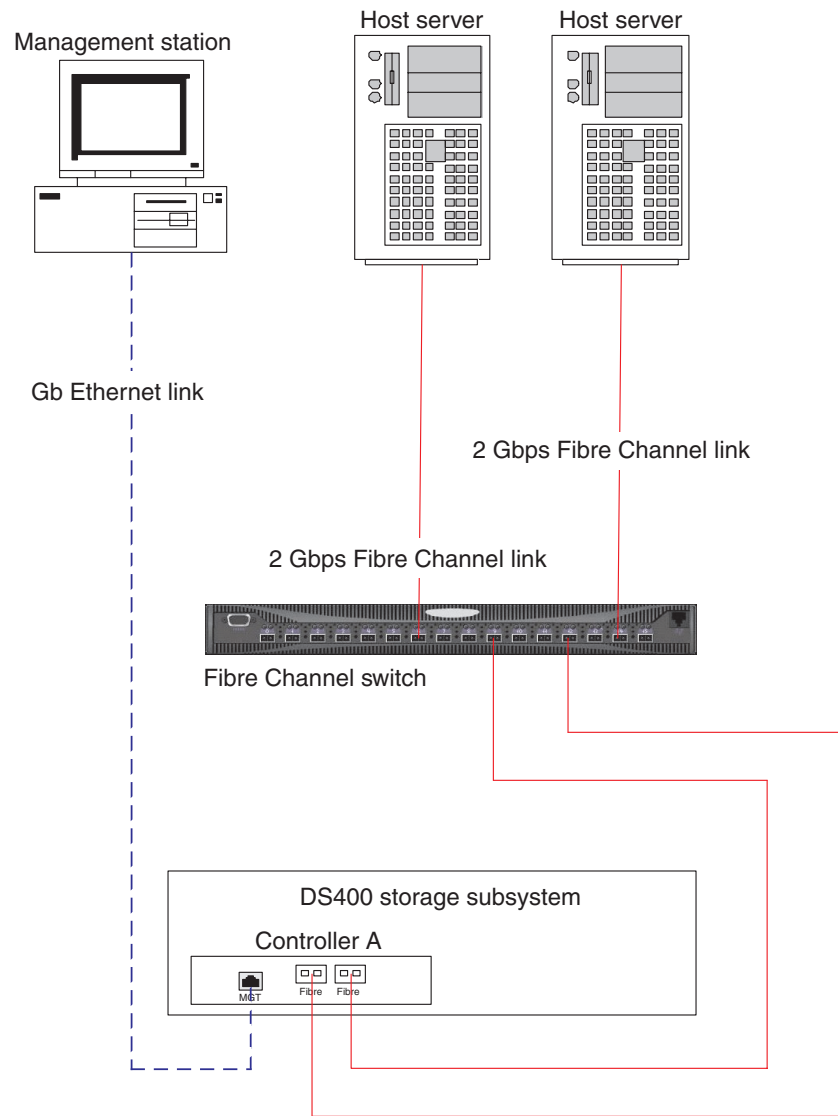 Host server
Host server
Management station
Gb Ethernet link
2 Gbps Fibre Channel link
2 Gbps Fibre Channel link
Fibre Channel switch
DS400 storage subsystem
Controller A
MGT
Fibre
Fibre